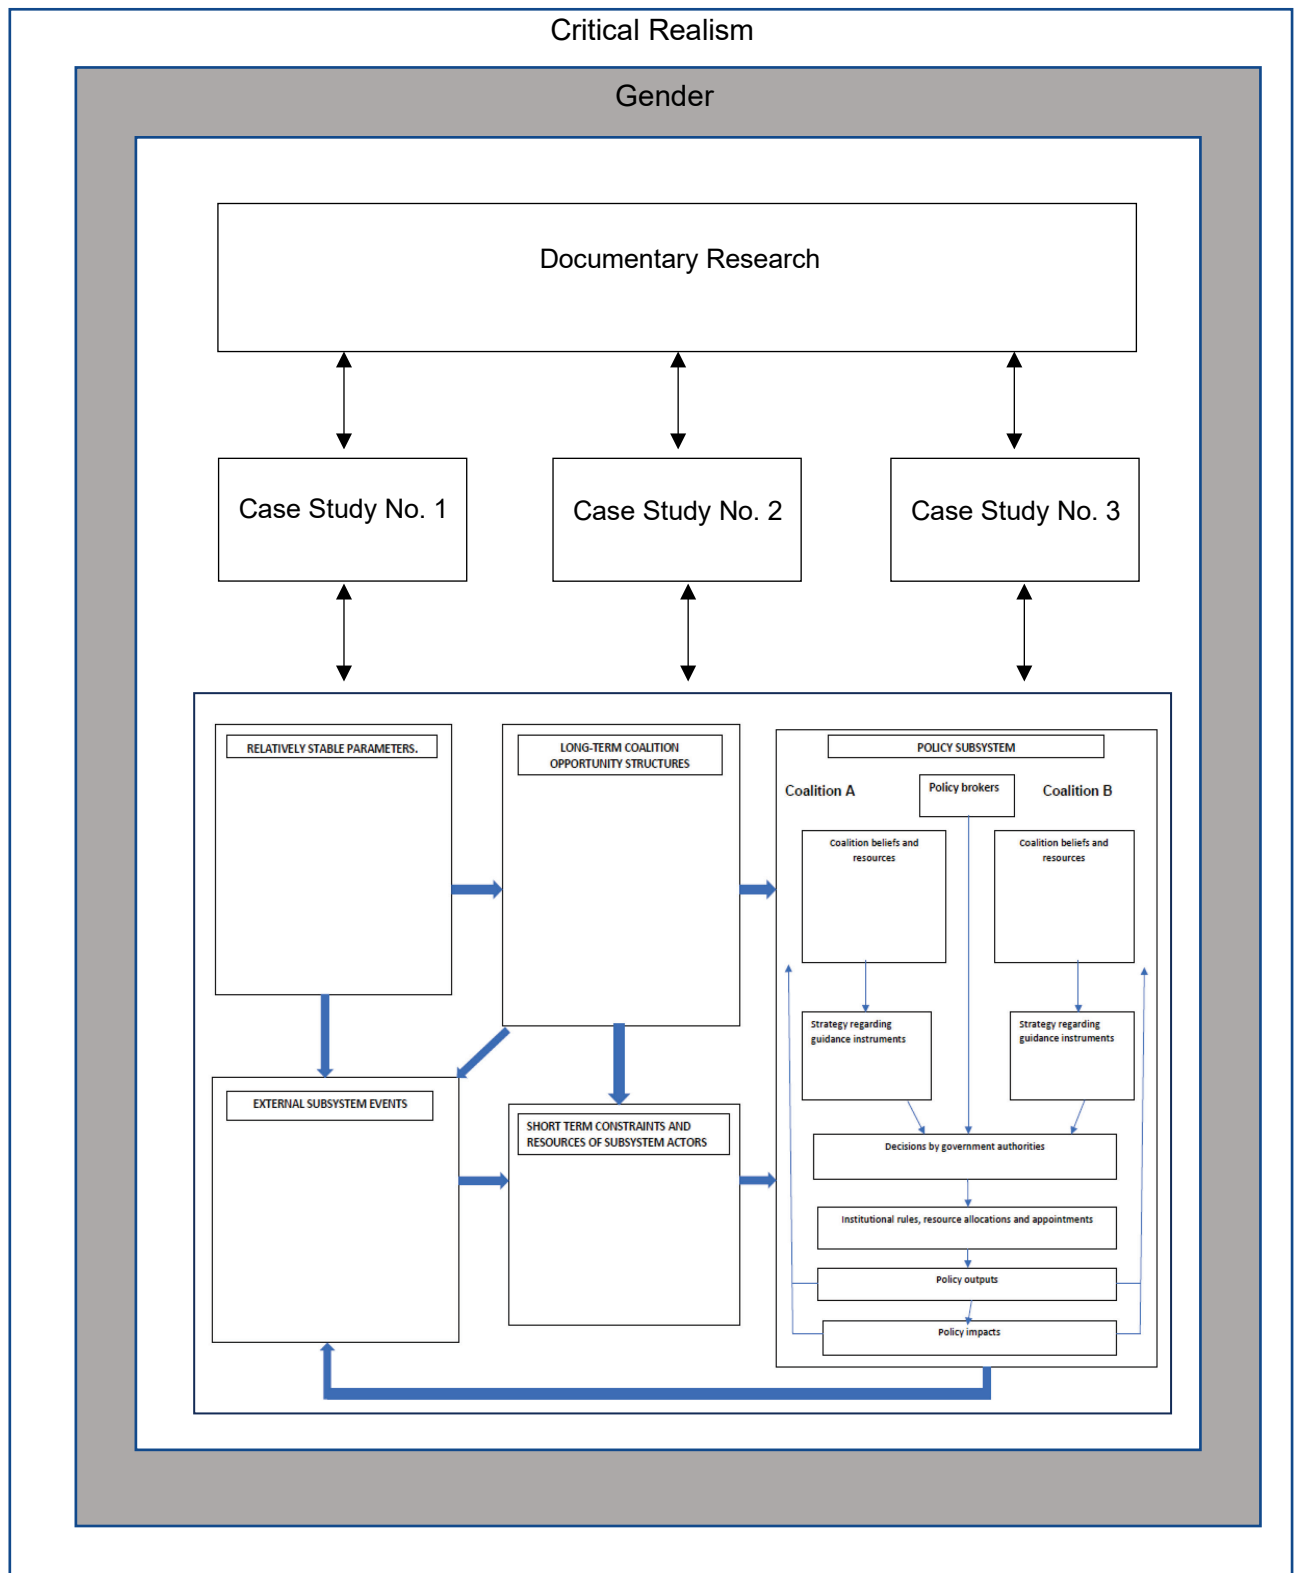 Critical Realism
Gender
Documentary Research
Case Study No. 1
Case Study No. 2
Case Study No. 3
RELATIVELY STABLE PARAMETERS.
LONG-TERM COALITION
OPPORTUNITY STRUCTURES
POLICY SUBSYSTEM
Coalition A
Policy brokers
Coalition B
Coalition beliefs and
resources
Coalition beliefs and
resources
Strategy regarding
guidance instruments
Strategy regarding
guidance instruments
EXTERNAL SUBSYSTEM EVENTS
SHORT TERM CONSTRAINTS AND
RESOURCES OF SUBSYSTEM ACTORS
Decisions by government authorities
Institutional rules, resource allocations and appointments
Policy outputs
Policy impacts